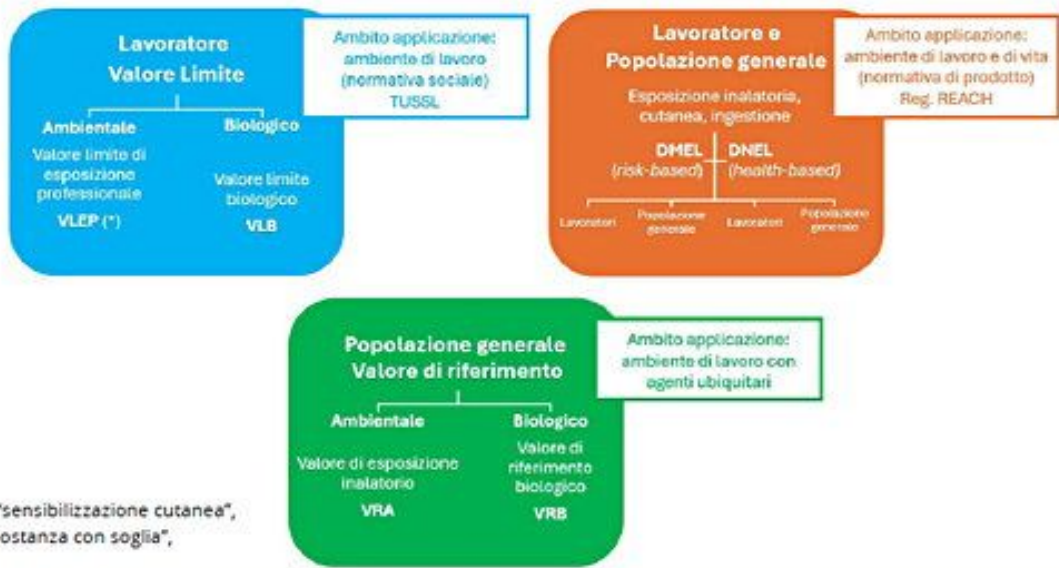 Lavoratore
Valore Limite
Ambientale
Valore limite di
esposizione
professionale
VLEP (*)
Biologico
Valore limite
biologico
VLB
Ambito applicazione:
ambiente di lavoro
(normativa sociale)
TUSSL
Lavoratore e
Popolazione generale
Esposizione inalatoria,
cutanea, ingestione
DMEL
(risk-based)
DNEL
(health-based)
Lavoratori
Popolazione
generale
Lavoratori
Popolazione
generale
Ambito applicazione:
ambiente di lavoro e di vita
(normativa di prodotto)
Reg. REACH
Popolazione generale
Valore di riferimento
Ambientale
Valore di esposizione
inalatorio
VRA
Biologico
Valore di
riferimento
biologico
VRB
Ambito applicazione:
ambiente di lavoro con
agenti ubiquitari
"sensibilizzazione cutanea",
ostanza con soglia",